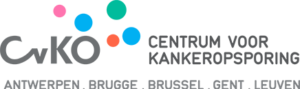 CvKO
CENTRUM VOOR
KANKEROPSPORING
ANTWERPEN . BRUGGE . BRUSSEL . GENT . LEUVEN